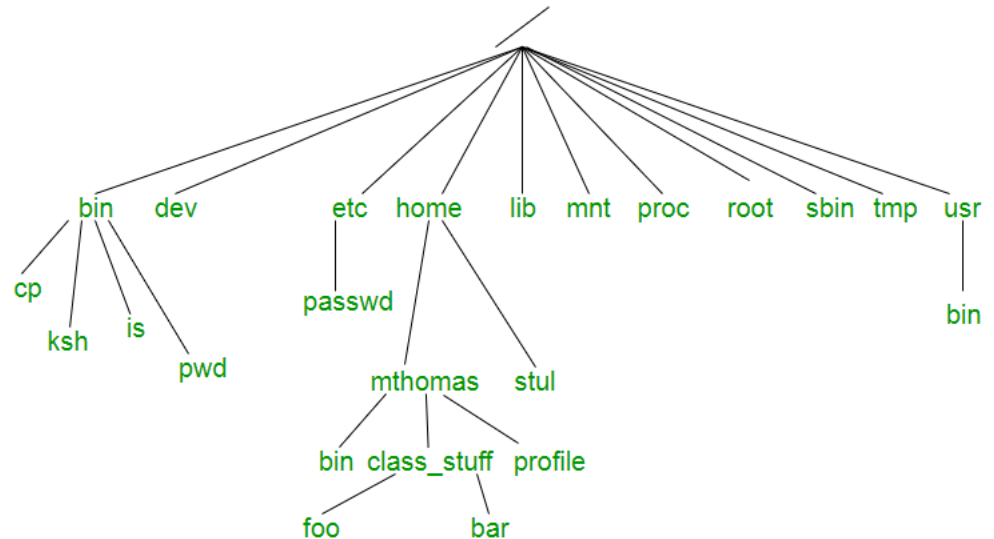 /
bin dev etc home lib mnt proc root sbin tmp usr
cp
ksh
is
pwd
passwd
bin
mthomas stul
bin class_stuff profile
foo bar